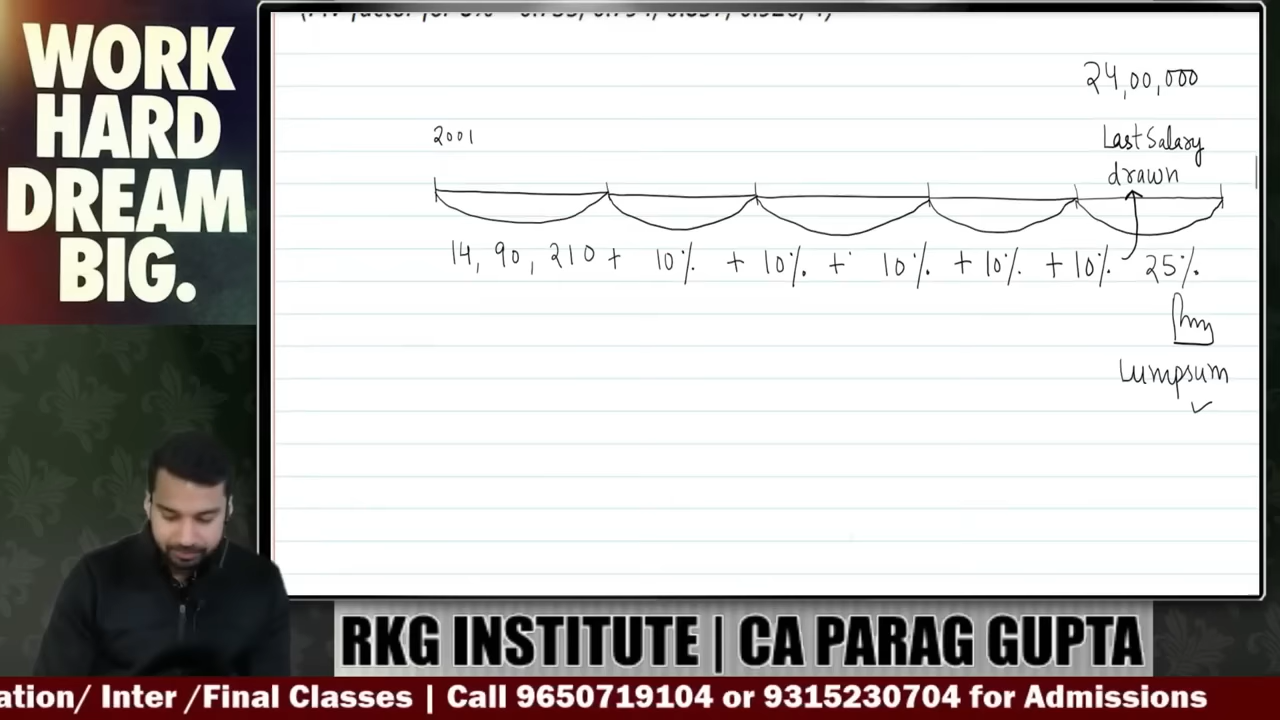 WORK
HARD
DREAM
BIG.
24,00,000
2001
Last Salary
drawn
14, 90, 210 + 10% + 10% + 10% + 10% + 10% 25%
Lumpsum
RKG INSTITUTE | CA PARAG GUPTA
ation/ Inter /Final Classes | Call 9650719104 or 9315230704 for Admissions